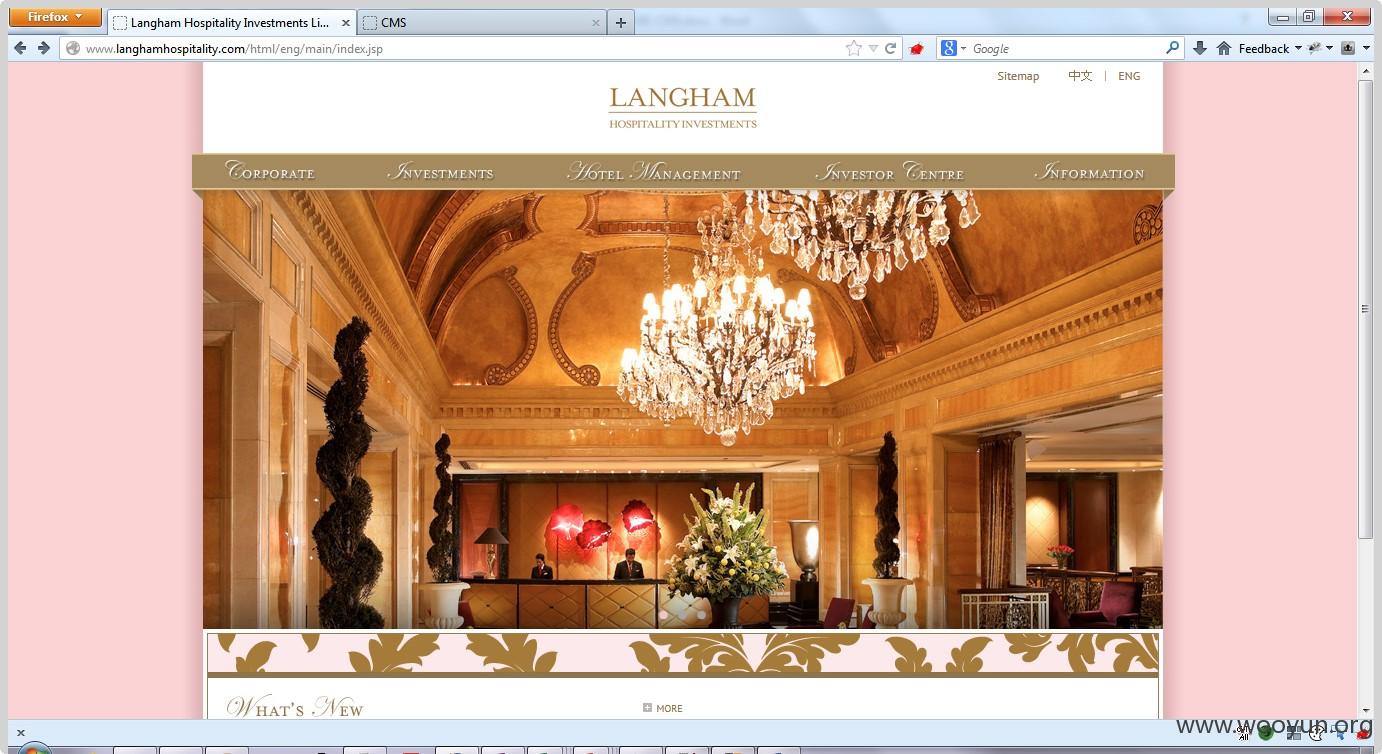 Firefox
Langham Hospitality Investments Li...
CMS
www.langhamhospitality.com/html/eng/main/index.jsp
Google
Feedback
Sitemap
中文 | ENG
LANGHAM
HOSPITALITY INVESTMENTS
CORPORATE
INVESTMENTS
HOTEL MANAGEMENT
INVESTOR CENTRE
INFORMATION
WHAT'S NEW
MORE
www.wooyun.org